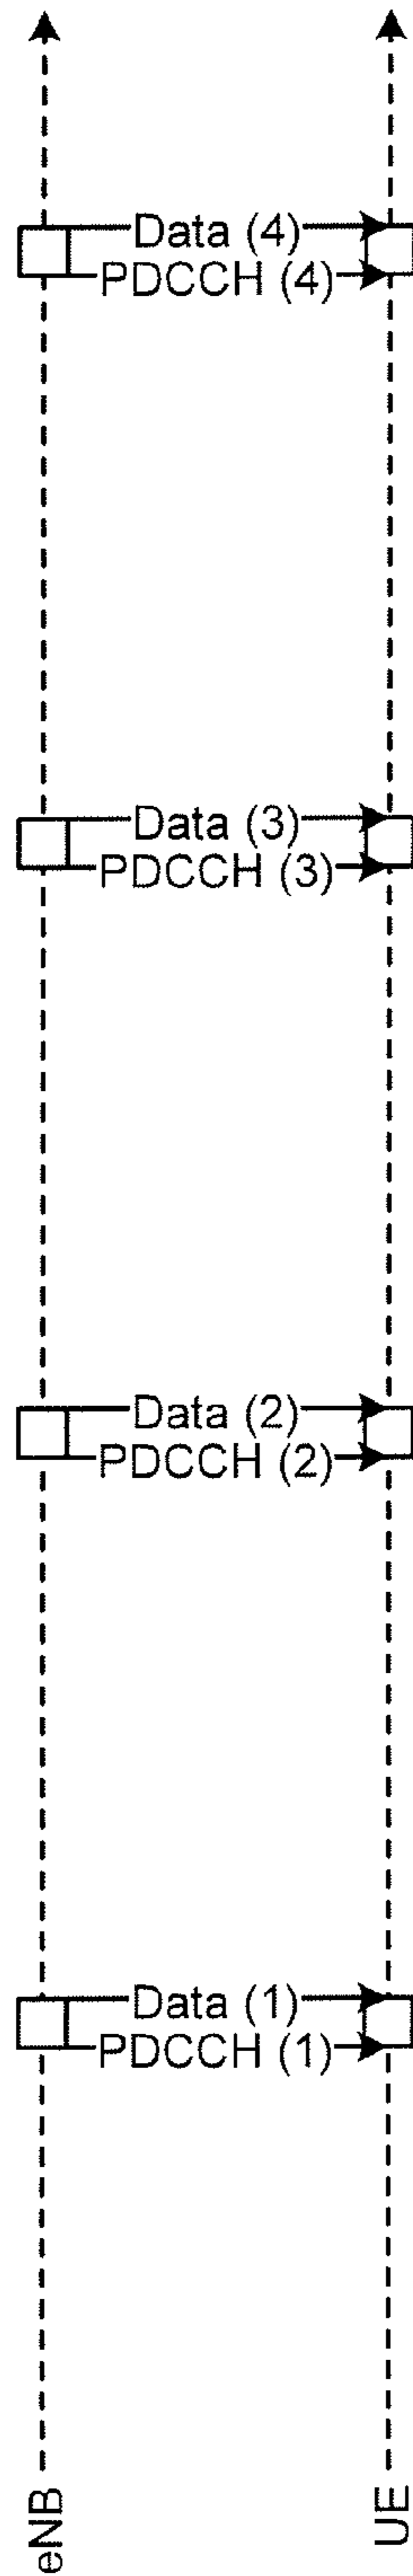 Data (4)
PDCCH (4)
Data (3)
PDCCH (3)
Data (2)
PDCCH (2)
Data (1)
PDCCH (1)
eNB
UE